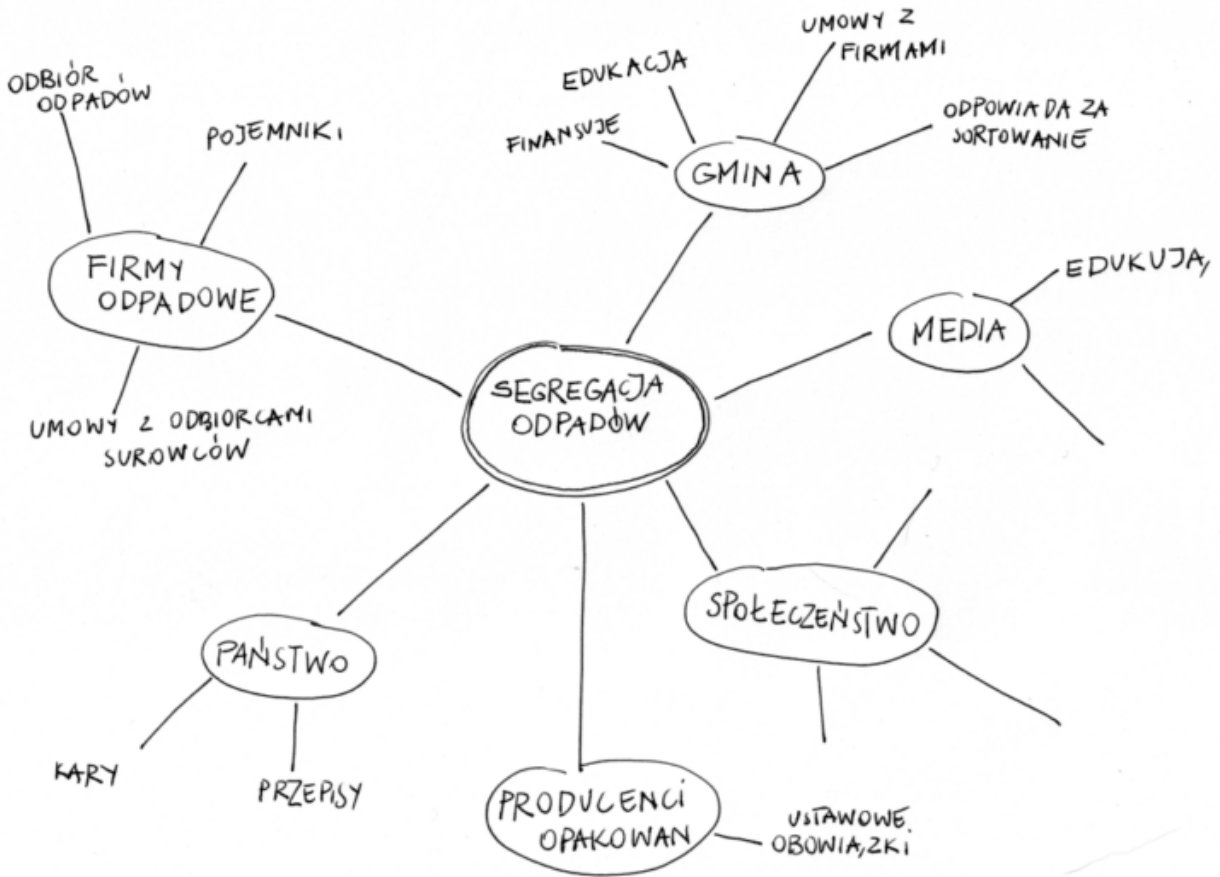 UMOWY Z
FIRMAMI
EDUKACJA
ODBIÓR
ODPADÓW
POJEMNIKI
FINANSUJE
ODPOWIADA ZA
SORTOWANIE
GMINA
FIRMY
ODPADOWE
EDUKUJĄ
MEDIA
SEGREGACJA
ODPADÓW
UMOWY Z ODBIORCAMI
SUROWCÓW
SPOŁECZEŃSTWO
PAŃSTWO
KARY
PRZEPISY
PRODUCENCI
OPAKOWAN
USTAWOWE
OBOWIĄZKI